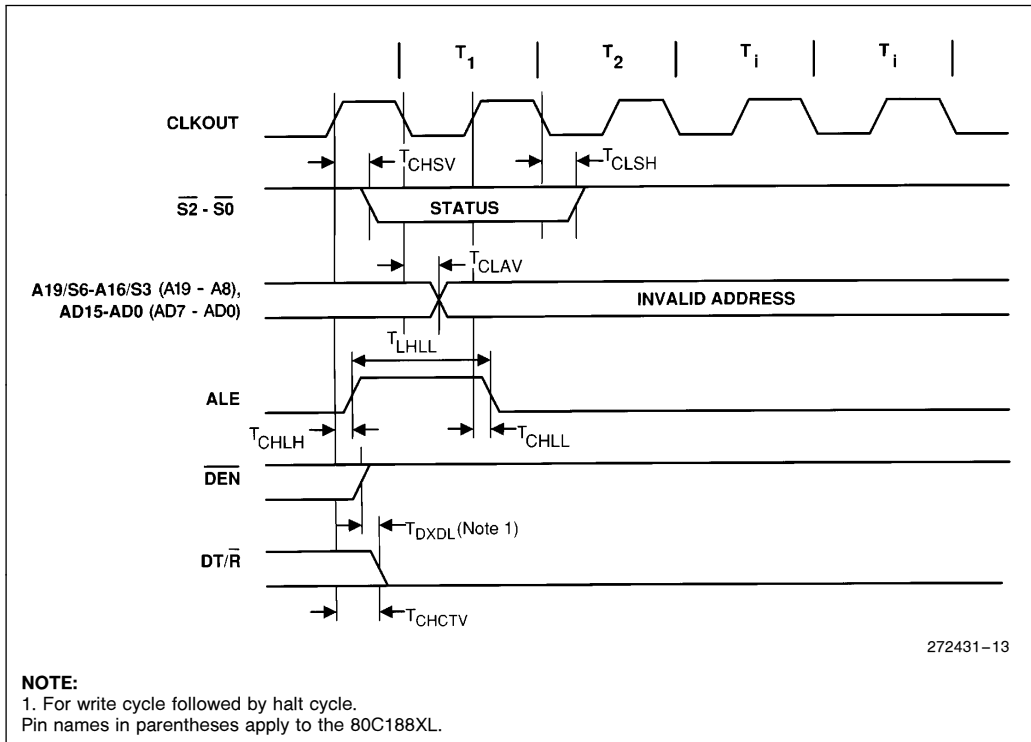 T1 T2 Ti Ti
CLKOUT
TCHSV TCLSH
S2 - S0 STATUS
TCLAV
A19/S6-A16/S3 (A19 - A8),
AD15-AD0 (AD7 - AD0)
INVALID ADDRESS
TLHLL
ALE
TCHLH TCHLL
DEN
TDXDL (Note 1)
DT/R
TCHCTV
272431–13
NOTE:
1. For write cycle followed by halt cycle.
Pin names in parentheses apply to the 80C188XL.